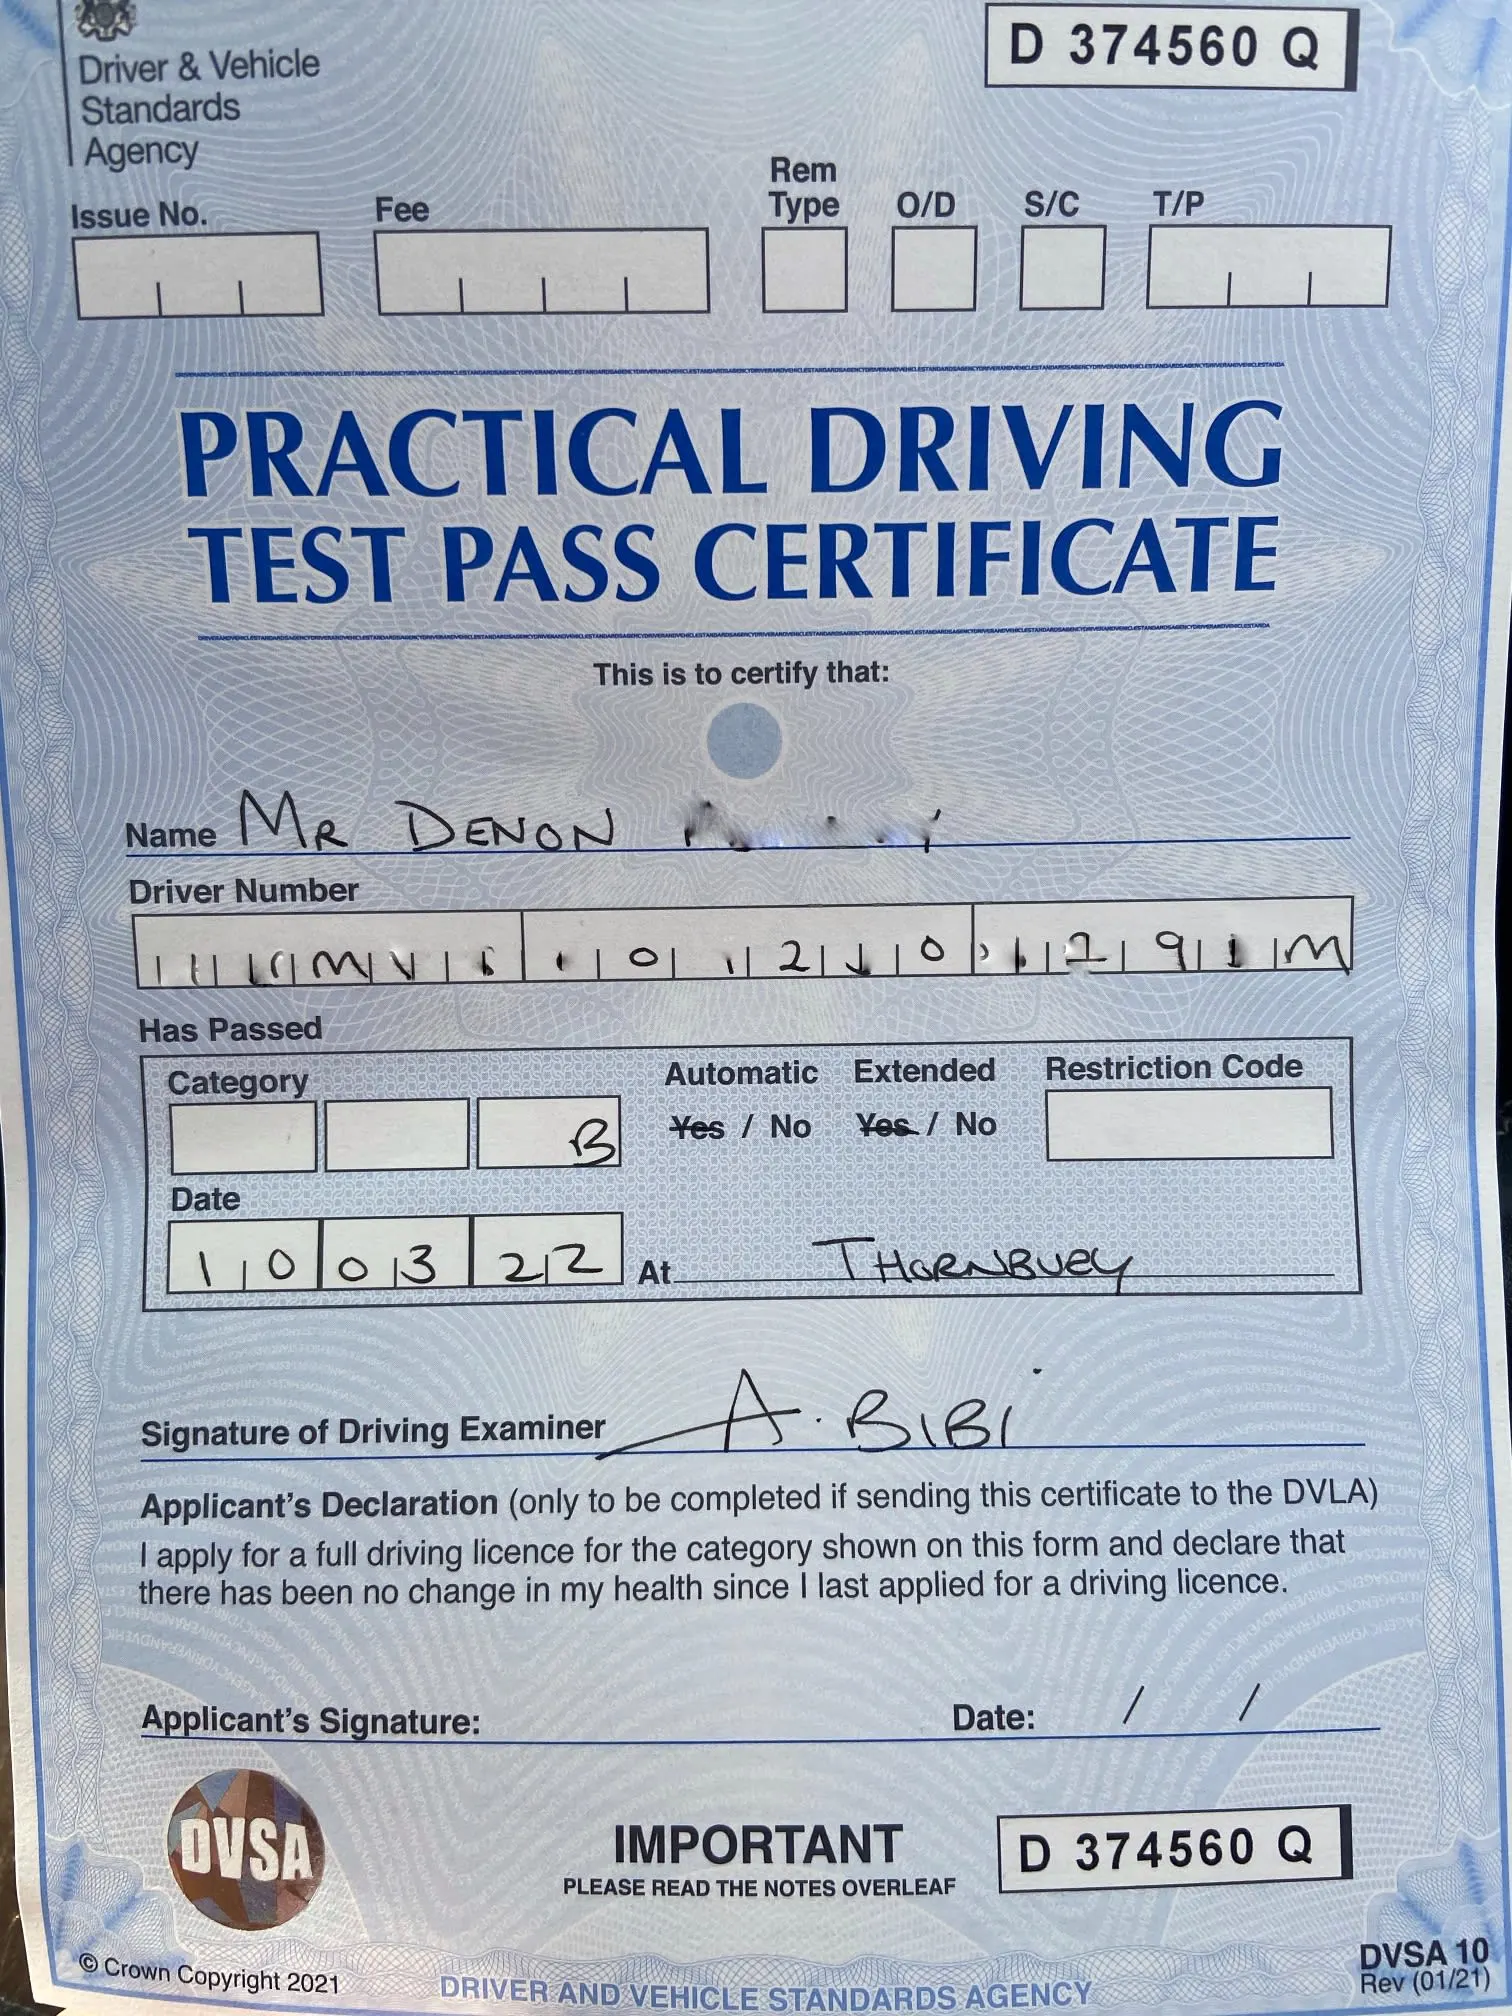 D 374560 Q
Driver & Vehicle
Standards
Agency
Issue No. Fee Rem Type O/D S/C T/P
PRACTICAL DRIVING
TEST PASS CERTIFICATE
This is to certify that:
Name MR DENON
Driver Number
Has Passed
Category Automatic Extended Restriction Code
B Yes / No Yes / No
Date
10 03 22 At THORNBURY
Signature of Driving Examiner A. BIBI
Applicant's Declaration (only to be completed if sending this certificate to the DVLA)
I apply for a full driving licence for the category shown on this form and declare that
there has been no change in my health since I last applied for a driving licence.
Applicant's Signature: Date: / /
DVSA
IMPORTANT
PLEASE READ THE NOTES OVERLEAF
D 374560 Q
© Crown Copyright 2021
DRIVER AND VEHICLE STANDARDS AGENCY
DVSA 10
Rev (01/21)